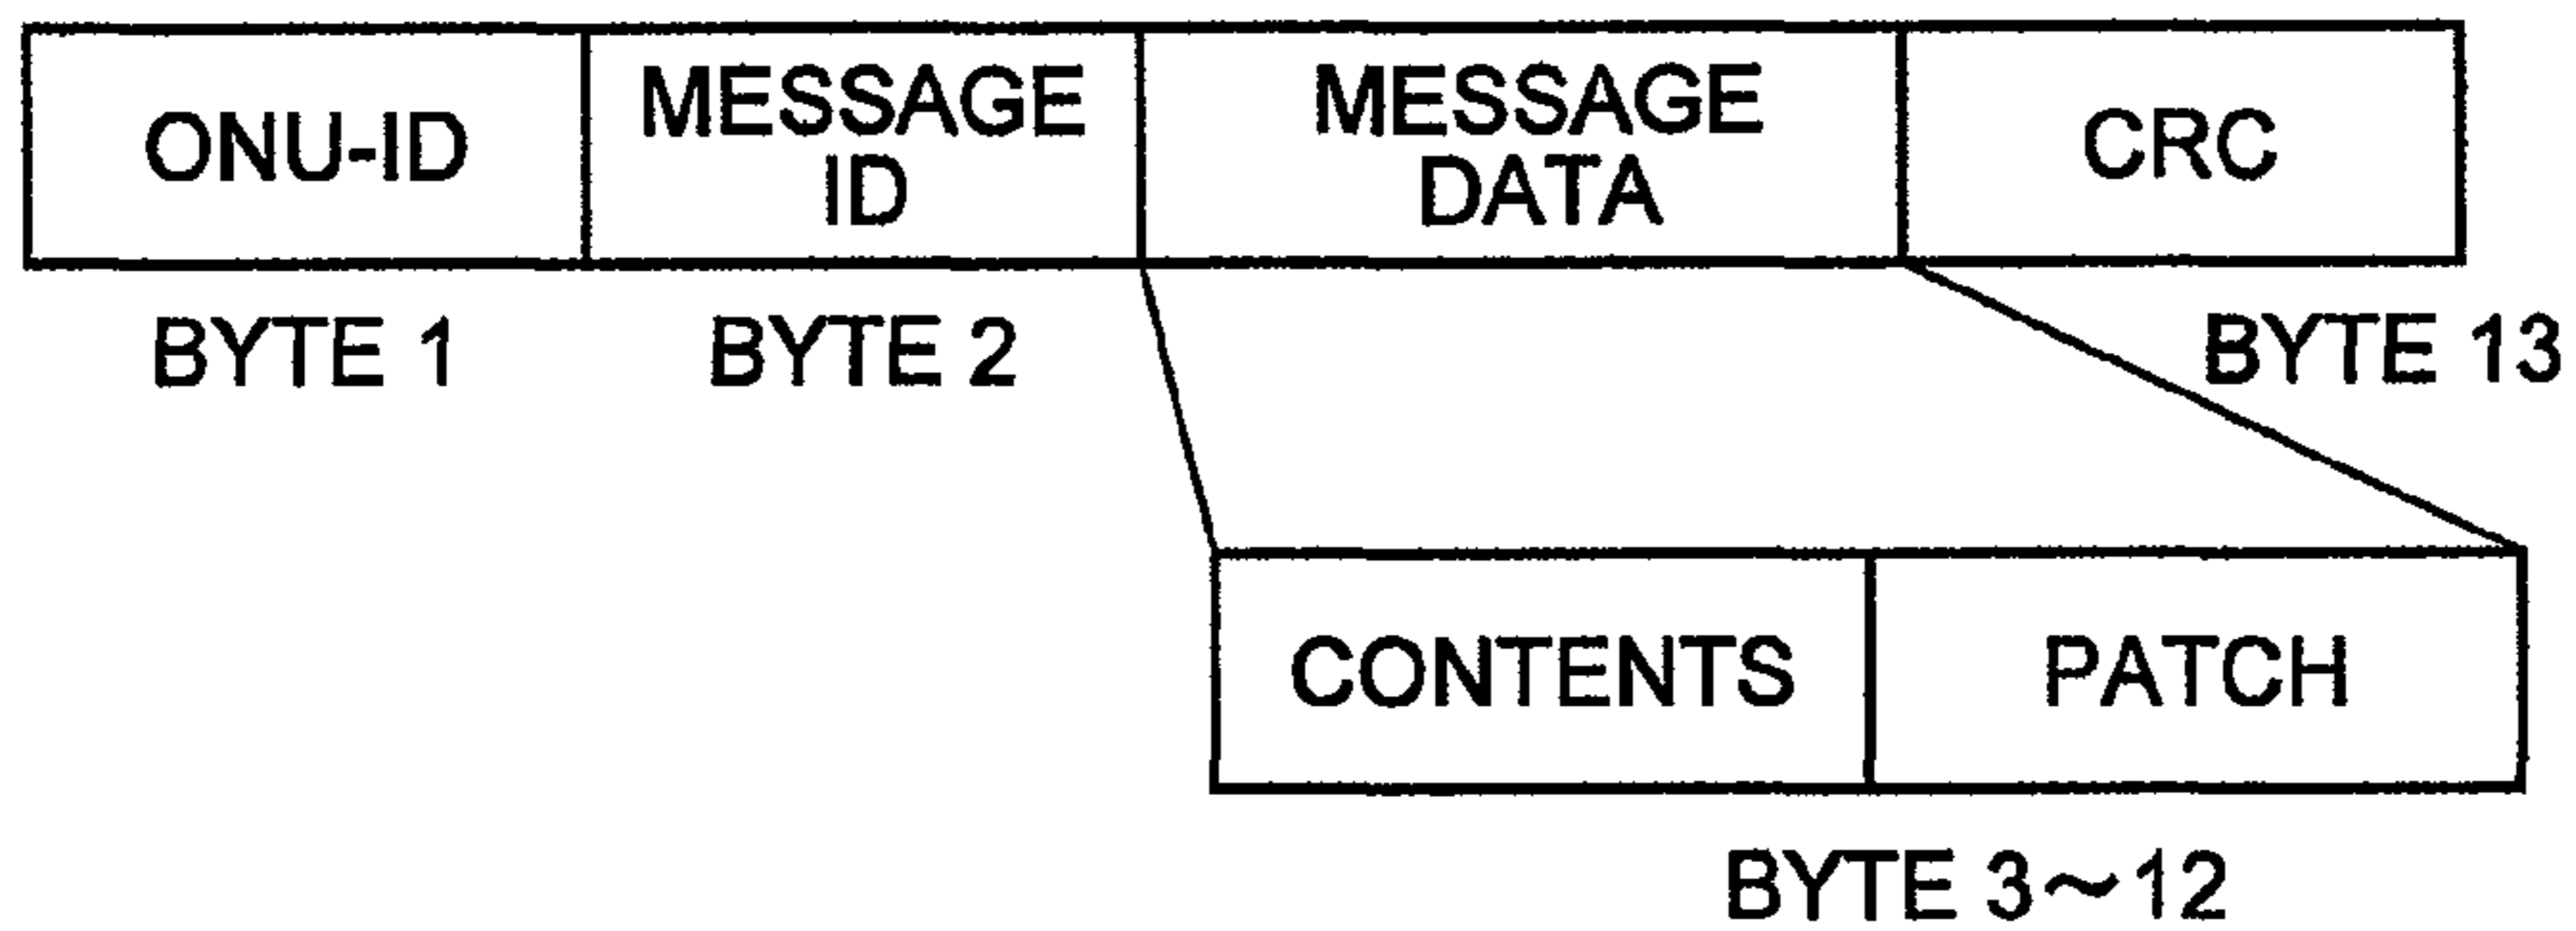 ONU-ID
MESSAGE
ID
MESSAGE
DATA
CRC
BYTE 1
BYTE 2
BYTE 13
CONTENTS
PATCH
BYTE 3~12